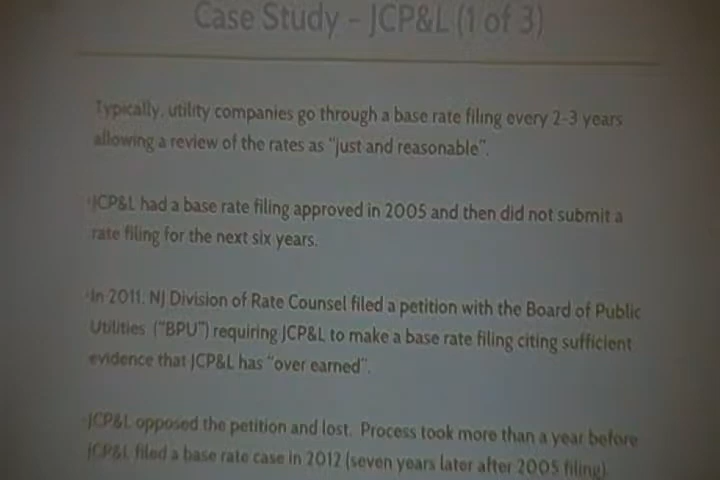 Case Study – JCP&L (1 of 3)
Typically, utility companies go through a base rate filing every 2-3 years
allowing a review of the rates as "just and reasonable".
•JCP&L had a base rate filing approved in 2005 and then did not submit a
rate filing for the next six years.
•In 2011, NJ Division of Rate Counsel filed a petition with the Board of Public
Utilities ("BPU") requiring JCP&L to make a base rate filing citing sufficient
evidence that JCP&L has "over earned".
•JCP&L opposed the petition and lost. Process took more than a year before
JCP&L filed a base rate case in 2012 (seven years later after 2005 filing)